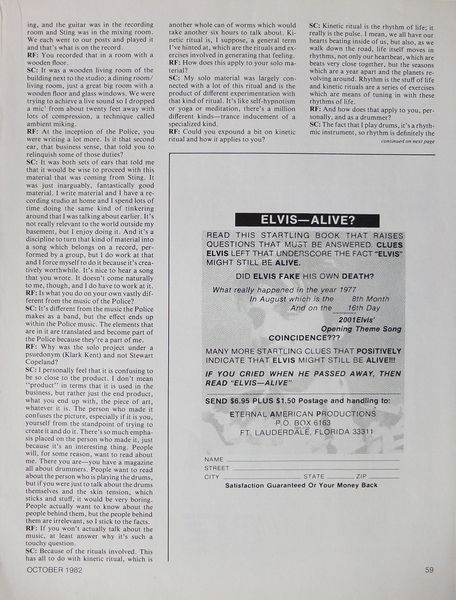 ing, and the guitar was in the recording
room and Sting was in the mixing room.
We each went to our posts and played it
and that's what is on the record.
RF: You recorded that in a room with a
wooden floor.
SC: It was a wooden living room of the
building next to the studio; a dining room/
living room, just a great big room with a
wooden floor and glass windows. We were
trying to achieve a live sound so I dropped
a mic' from about twenty feet away with
lots of compression, a technique called
ambient miking.
RF: At the inception of the Police, you
were writing a lot more. Is it that second
ear, that business sense, that told you to
relinquish some of those duties?
SC: It was both sets of ears that told me
that it would be wise to proceed with this
material that was coming from Sting. It
was just inarguably, fantastically good
material. I write material and I have a re-
cording studio at home and I spend lots of
time doing the same kind of tinkering
around that I was talking about earlier. It's
not really relevant to the world outside my
basement, but I enjoy doing it. And it's a
discipline to turn that kind of material into
a song which belongs on a record, per-
formed by a group, but I do work at that
and I force myself to do it because it's crea-
tively worthwhile. It's nice to hear a song
that you wrote. It doesn't come naturally
to me, though, and I do have to work at it.
RF: Is what you do on your own vastly dif-
ferent from the music of the Police?
SC: It's different from the music the Police
makes as a band, but the effect ends up
within the Police music. The elements that
are in it are translated and become part of
the Police because they're a part of me.
RF: Why was the solo project under a
psuedonym (Klark Kent) and not Stewart
Copeland?
SC: I personally feel that it is confusing to
be so close to the product. I don't mean
"product" in terms that it is used in the
business, but rather just the end product,
what you end up with, the piece of art,
whatever it is. The person who made it
confuses the picture, especially if it is you,
yourself from the standpoint of trying to
create it and do it. There's so much empha-
sis placed on the person who made it, just
because it's an interesting thing. People
will, for some reason, want to read about
me. There you are—you have a magazine
all about drummers. People want to read
about the person who is playing the drums,
but if you were just to talk about the drums
themselves and the skin tension, which
sticks and stuff, it would be very boring.
People actually want to know about the
people behind them, but the people behind
them are irrelevant, so I stick to the facts.
RF: If you won't actually talk about the
music, at least answer why it's such a
touchy question.
SC: Because of the rituals involved. This
has all to do with kinetic ritual, which is
another whole can of worms which would
take another six hours to talk about. Ki-
netic ritual is, I suppose, a general term
I've hinted at, which are the rituals and ex-
ercises involved in generating that feeling.
RF: How does this apply to your solo ma-
terial?
SC: My solo material was largely con-
nected with a lot of this ritual and is the
product of different experimentation with
that kind of ritual. It's like self-hypnotism
or yoga or meditation, there's a million
different kinds—trance inducement of a
specialized kind.
RF: Could you expand a bit on kinetic
ritual and how it applies to you?
SC: Kinetic ritual is the rhythm of life; it
really is the pulse. I mean, we all have our
hearts beating inside of us, but also, as we
walk down the road, life itself moves in
rhythms, not only our heartbeat, which are
beats very close together, but the seasons
which are a year apart and the planets re-
volving around. Rhythm is the stuff of life
and kinetic rituals are a series of exercises
which are means of tuning in with these
rhythms of life.
RF: And how does that apply to you, per-
sonally, and as a drummer?
SC: The fact that I play drums, it's a rhyth-
mic instrument, so rhythm is definitely the
continued on next page
ELVIS—ALIVE?
READ THIS STARTLING BOOK THAT RAISES
QUESTIONS THAT MUST BE ANSWERED. CLUES
ELVIS LEFT THAT UNDERSCORE THE FACT "ELVIS"
MIGHT STILL BE ALIVE.
DID ELVIS FAKE HIS OWN DEATH?
What really happened in the year 1977
In August which is the 8th Month
And on the 16th Day
2001Elvis'
Opening Theme Song
COINCIDENCE???
MANY MORE STARTLING CLUES THAT POSITIVELY
INDICATE THAT ELVIS MIGHT STILL BE ALIVE!!!
IF YOU CRIED WHEN HE PASSED AWAY, THEN
READ "ELVIS—ALIVE"
SEND $6.95 PLUS $1.50 Postage and handling to:
ETERNAL AMERICAN PRODUCTIONS
P.O. BOX 6163
FT. LAUDERDALE, FLORIDA 33311
NAME
STREET
CITY STATE ZIP
Satisfaction Guaranteed Or Your Money Back
OCTOBER 1982 59